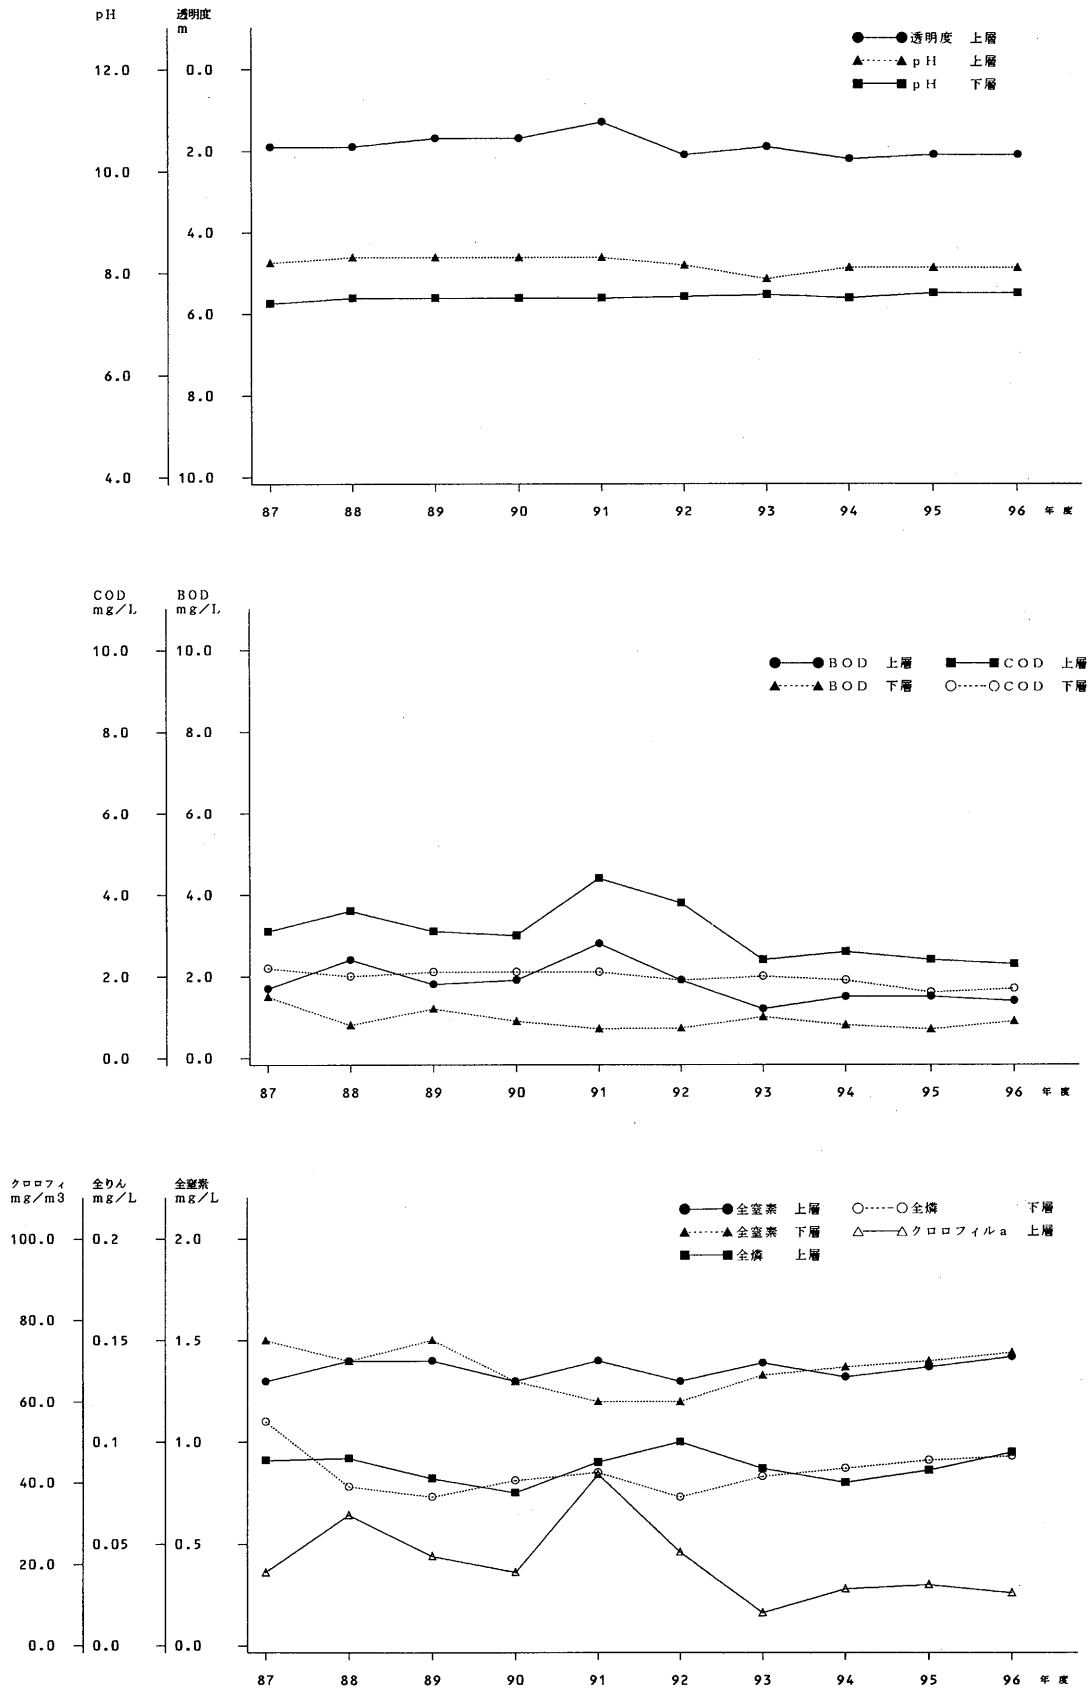 pH 透明度
m
透明度 上層
pH 上層
pH 下層
12.0 0.0
2.0
10.0
4.0
8.0
6.0
6.0
8.0
4.0 10.0
87 88 89 90 91 92 93 94 95 96 年度
COD BOD
mg/L mg/L
10.0 10.0
BOD 上層 COD 上層
BOD 下層 COD 下層
8.0 8.0
6.0 6.0
4.0 4.0
2.0 2.0
0.0 0.0
87 88 89 90 91 92 93 94 95 96 年度
クロロフィ 全りん 全窒素
mg/m3 mg/L mg/L
全窒素 上層 全燐 下層
全窒素 下層 クロロフィルa 上層
全燐 上層
100.0 0.2 2.0
80.0
0.15 1.5
60.0
0.1 1.0
40.0
0.05 0.5
20.0
0.0 0.0 0.0
87 88 89 90 91 92 93 94 95 96 年度